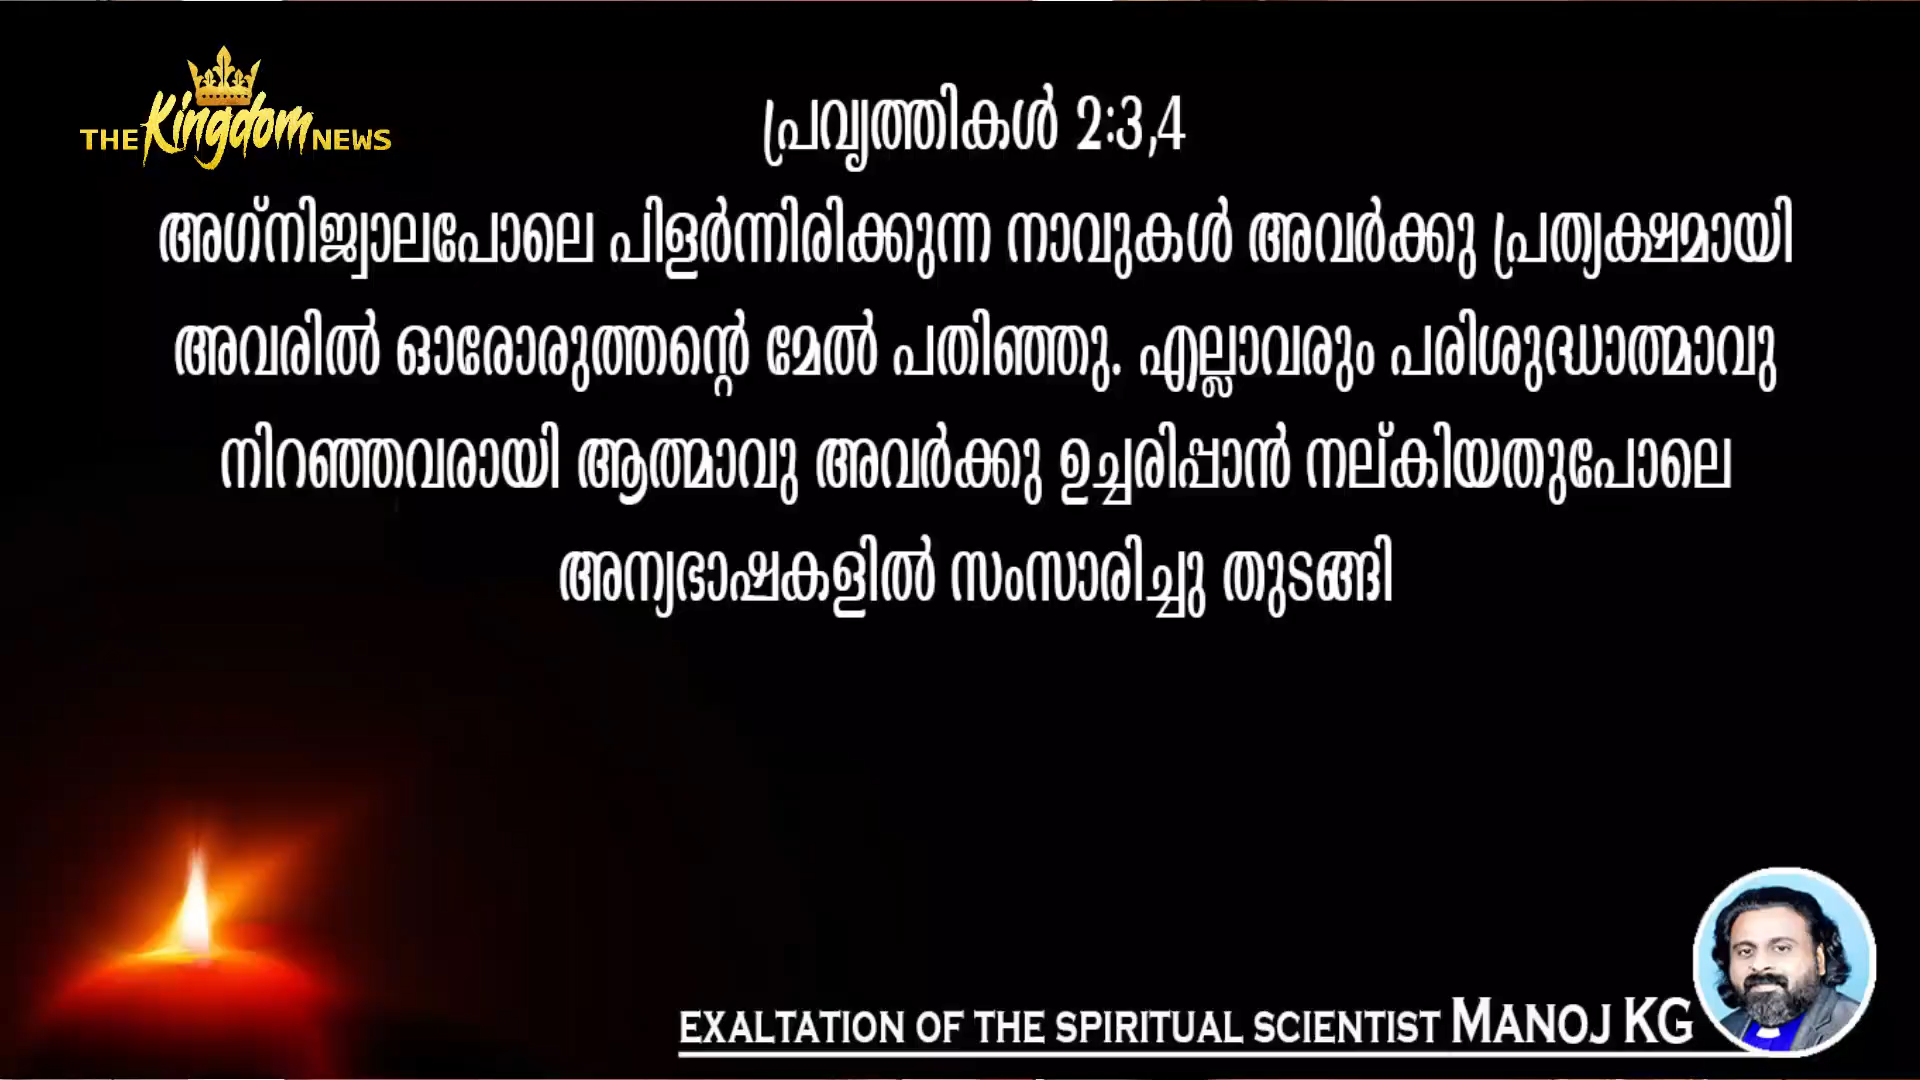 THE Kingdom NEWS
പ്രവൃത്തികൾ 2:3,4
അഗ്നിജ്വാലപോലെ പിളർന്നിരിക്കുന്ന നാവുകൾ അവർക്കു പ്രത്യക്ഷമായി
അവരിൽ ഓരോരുത്തന്റെ മേൽ പതിഞ്ഞു. എല്ലാവരും പരിശുദ്ധാത്മാവു
നിറഞ്ഞവരായി ആത്മാവു അവർക്കു ഉച്ചരിപ്പാൻ നല്കിയതുപോലെ
അന്യഭാഷകളിൽ സംസാരിച്ചു തുടങ്ങി
EXALTATION OF THE SPIRITUAL SCIENTIST MANOJ KG